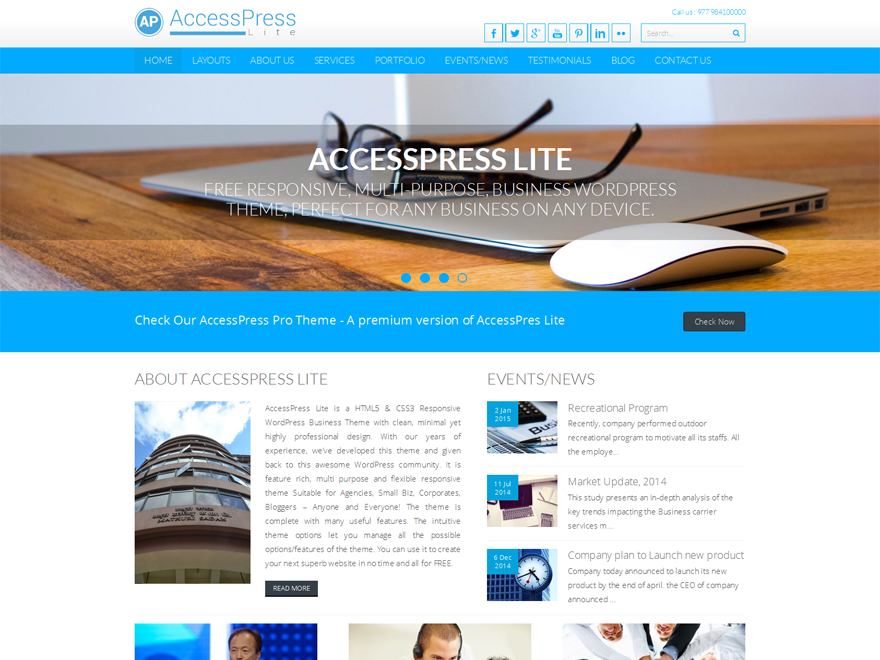 Call us : 977 984100000
AP AccessPress
Lite
Search...
HOME LAYOUTS ABOUT US SERVICES PORTFOLIO EVENTS/NEWS TESTIMONIALS BLOG CONTACT US
ACCESSPRESS LITE
FREE RESPONSIVE, MULTI-PURPOSE, BUSINESS WORDPRESS
THEME, PERFECT FOR ANY BUSINESS ON ANY DEVICE.
Check Our AccessPress Pro Theme - A premium version of AccessPres Lite
Check Now
ABOUT ACCESSPRESS LITE
AccessPress Lite is a HTML5 & CSS3 Responsive
WordPress Business Theme with clean, minimal yet
highly professional design. With our years of
experience, we've developed this theme and given
back to this awesome WordPress community. it is
feature rich, multi purpose and flexible responsive
theme Suitable for Agencies, Small Biz, Corporates,
Bloggers – Anyone and Everyone! The theme is
complete with many useful features. The intuitive
theme options let you manage all the possible
options/features of the theme. You can use it to create
your next superb website in no time and all for FREE.
READ MORE
EVENTS/NEWS
2 Jan
2015
Recreational Program
Recently, company performed outdoor
recreational program to motivate all its staffs. All
the employe...
11 Jul
2014
Market Update, 2014
This study presents an in-depth analysis of the
key trends impacting the Business carrier
services m...
6 Dec
2014
Company plan to Launch new product
Company today announced to launch its new
product by the end of april. the CEO of company
announced ...